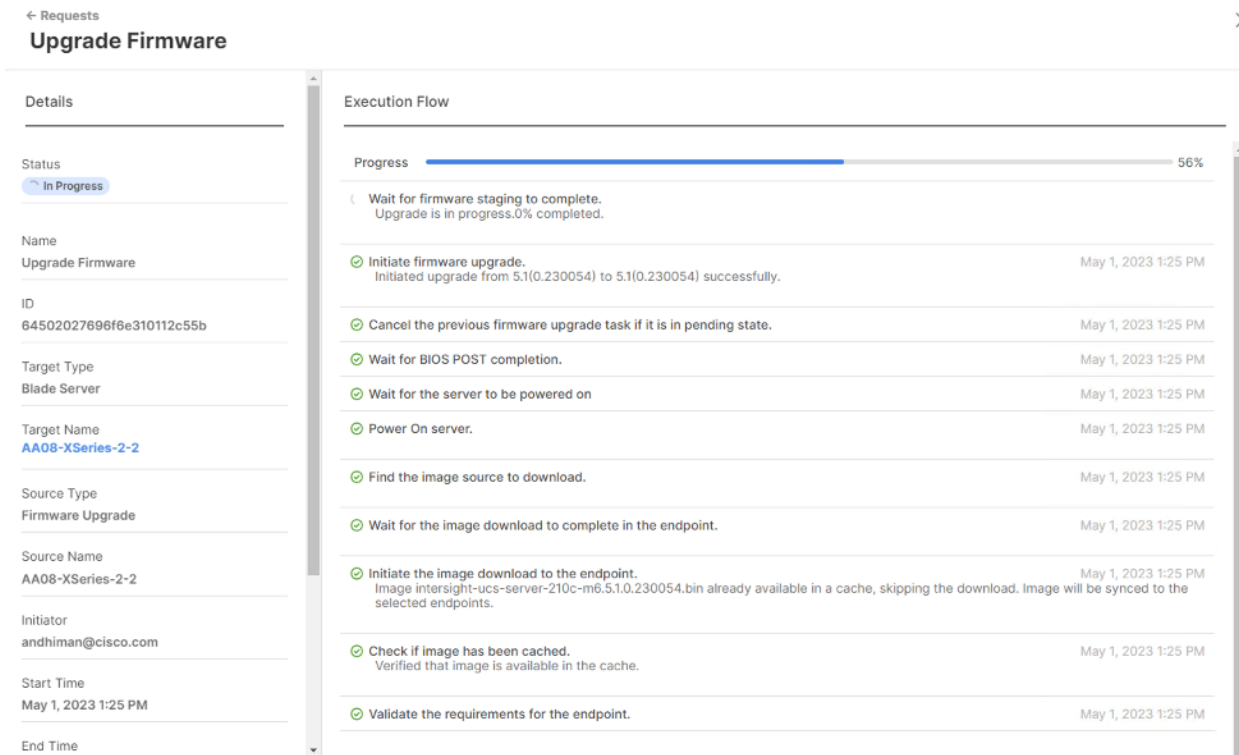 ← Requests
Upgrade Firmware
Details
Status
In Progress
Name
Upgrade Firmware
ID
64502027696f6e310112c55b
Target Type
Blade Server
Target Name
AA08-XSeries-2-2
Source Type
Firmware Upgrade
Source Name
AA08-XSeries-2-2
Initiator
andhiman@cisco.com
Start Time
May 1, 2023 1:25 PM
End Time
Execution Flow
Progress 56%
Wait for firmware staging to complete.
Upgrade is in progress.0% completed.
Initiate firmware upgrade. May 1, 2023 1:25 PM
Initiated upgrade from 5.1(0.230054) to 5.1(0.230054) successfully.
Cancel the previous firmware upgrade task if it is in pending state. May 1, 2023 1:25 PM
Wait for BIOS POST completion. May 1, 2023 1:25 PM
Wait for the server to be powered on May 1, 2023 1:25 PM
Power On server. May 1, 2023 1:25 PM
Find the image source to download. May 1, 2023 1:25 PM
Wait for the image download to complete in the endpoint. May 1, 2023 1:25 PM
Initiate the image download to the endpoint. May 1, 2023 1:25 PM
Image intersight-ucs-server-210c-m6.5.1.0.230054.bin already available in a cache, skipping the download. Image will be synced to the
selected endpoints.
Check if image has been cached. May 1, 2023 1:25 PM
Verified that image is available in the cache.
Validate the requirements for the endpoint. May 1, 2023 1:25 PM